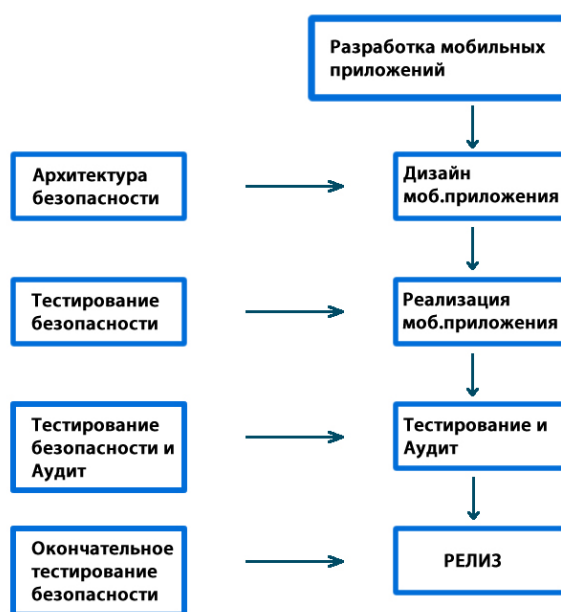 Разработка мобильных
приложений
Архитектура
безопасности
Дизайн
моб.приложения
Тестирование
безопасности
Реализация
моб.приложения
Тестирование
безопасности и
Аудит
Тестирование и
Аудит
Окончательное
тестирование
безопасности
РЕЛИЗ